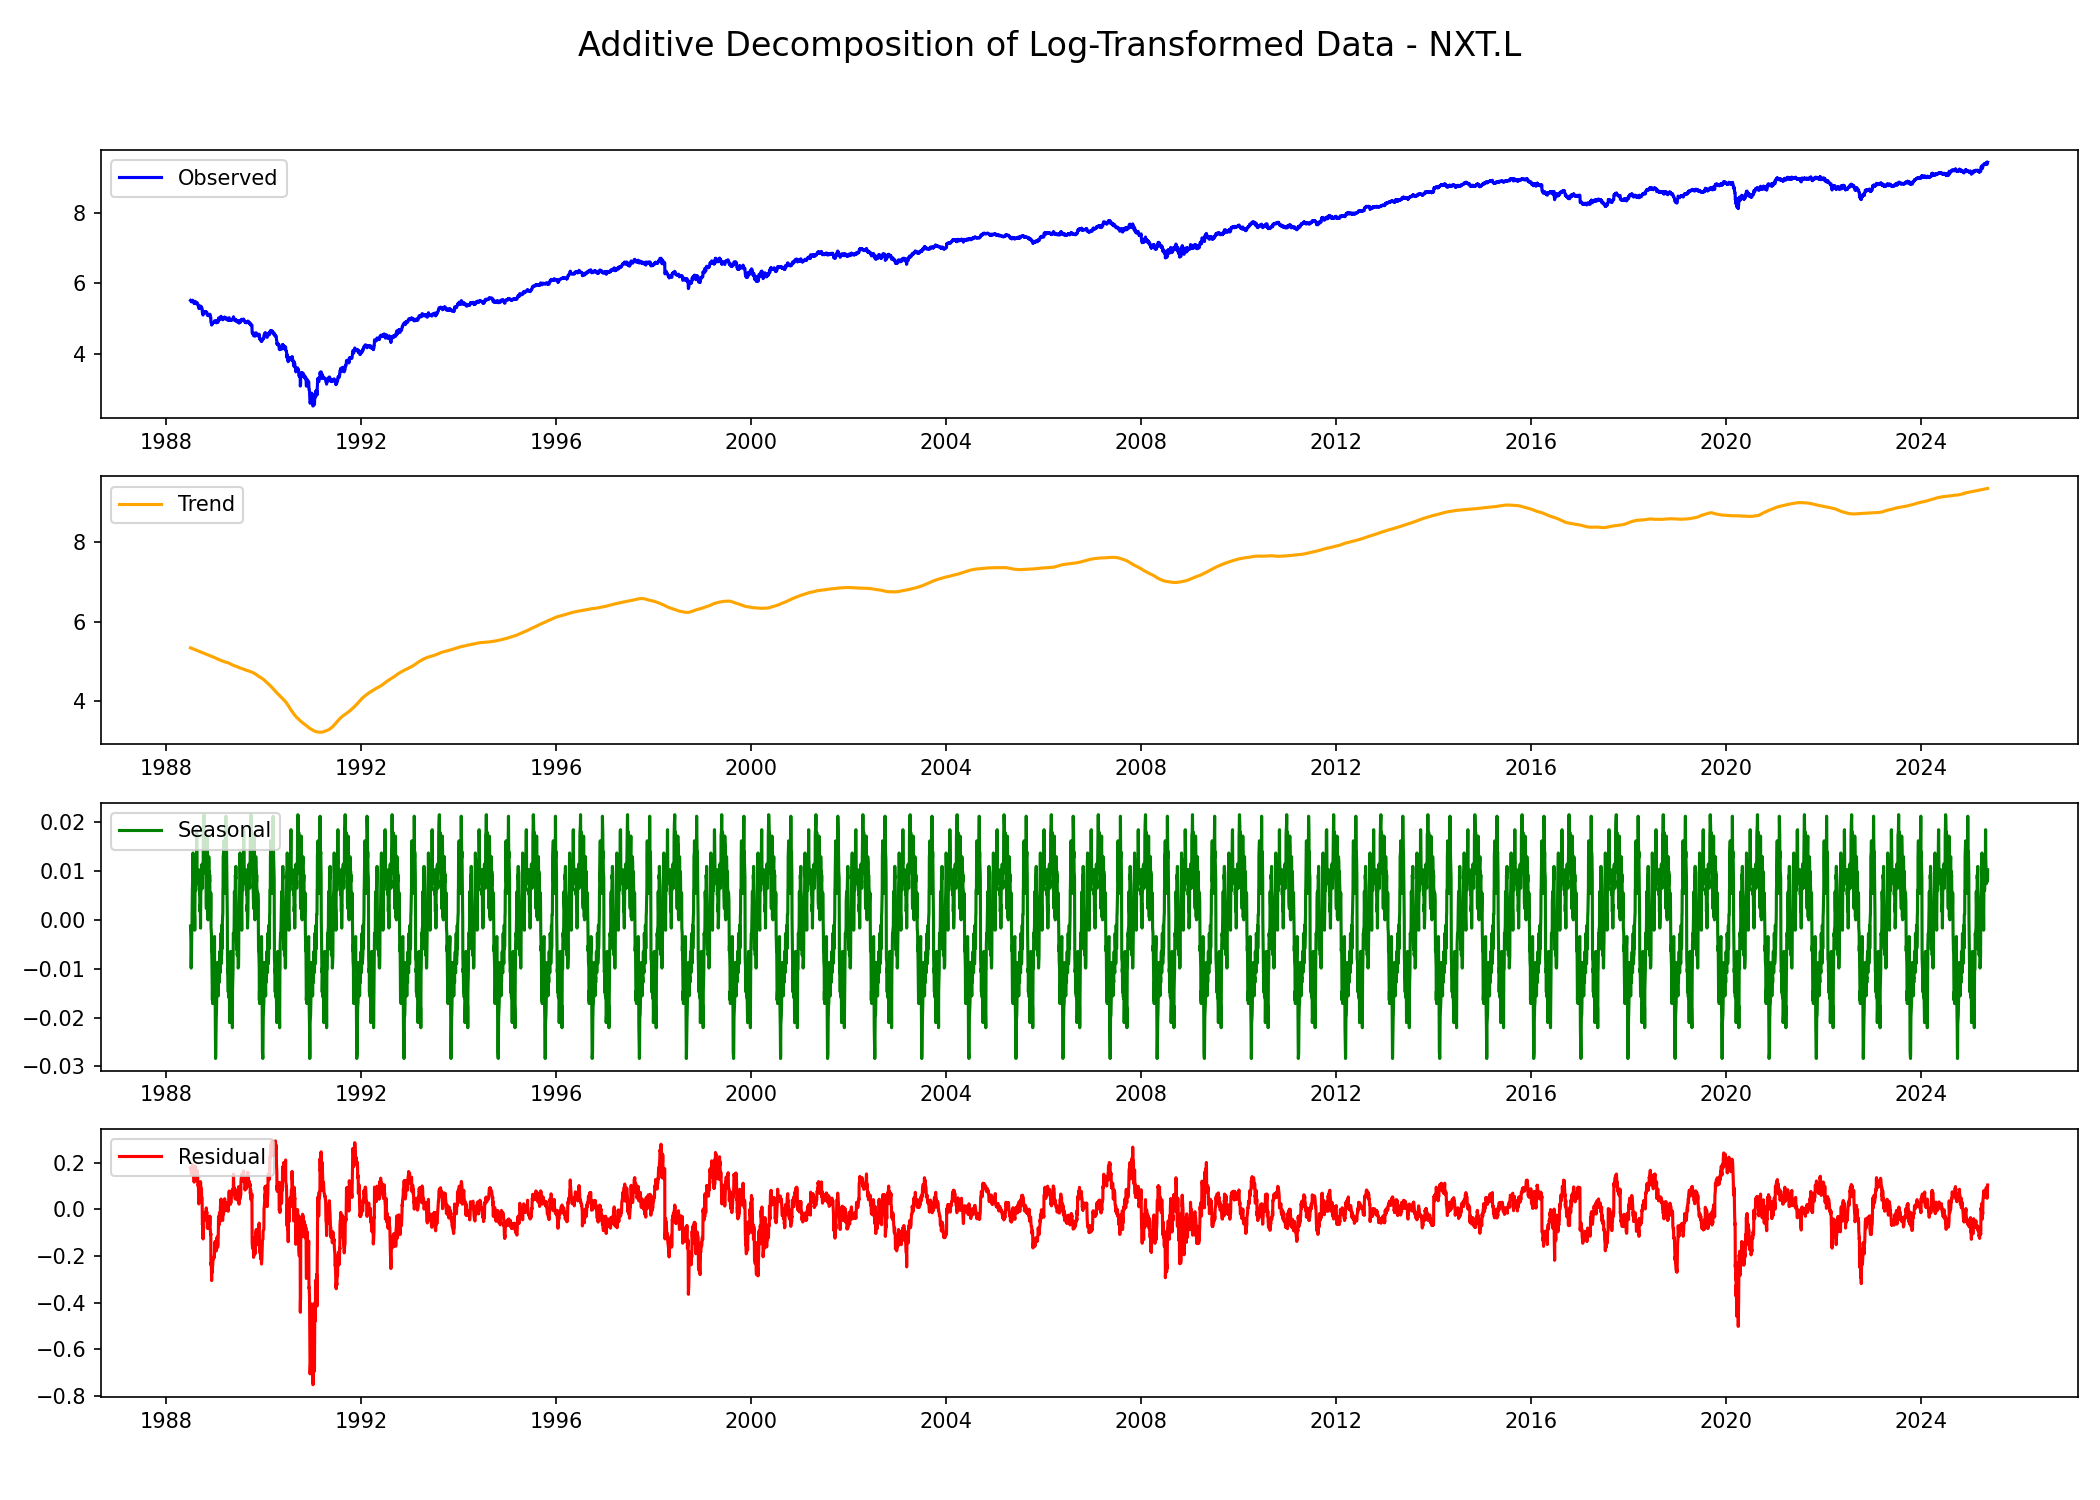 Additive Decomposition of Log-Transformed Data - NXT.L
Observed
8
6
4
1988 1992 1996 2000 2004 2008 2012 2016 2020 2024
Trend
8
6
4
1988 1992 1996 2000 2004 2008 2012 2016 2020 2024
Seasonal
0.02
0.01
0.00
−0.01
−0.02
−0.03
1988 1992 1996 2000 2004 2008 2012 2016 2020 2024
Residual
0.2
0.0
−0.2
−0.4
−0.6
−0.8
1988 1992 1996 2000 2004 2008 2012 2016 2020 2024